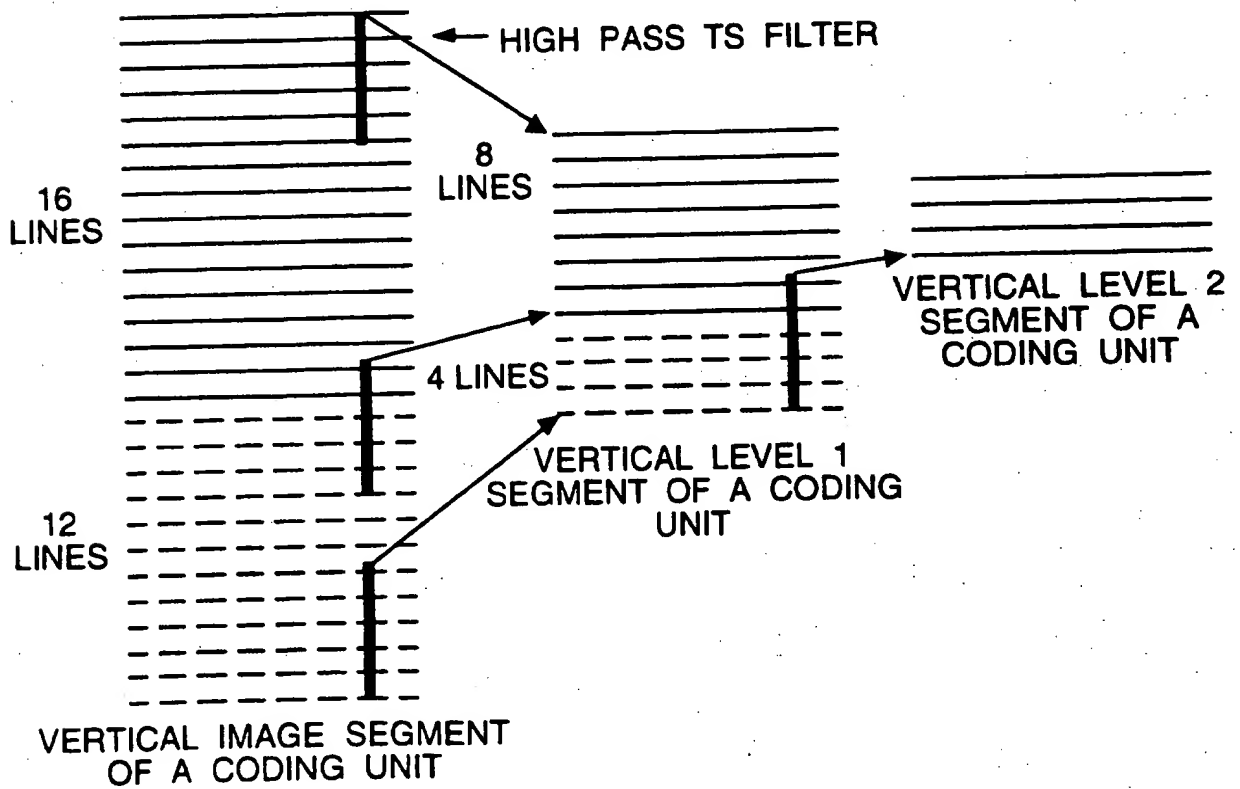 HIGH PASS TS FILTER
16
LINES
8
LINES
4 LINES
12
LINES
VERTICAL LEVEL 2
SEGMENT OF A
CODING UNIT
VERTICAL LEVEL 1
SEGMENT OF A CODING
UNIT
VERTICAL IMAGE SEGMENT
OF A CODING UNIT